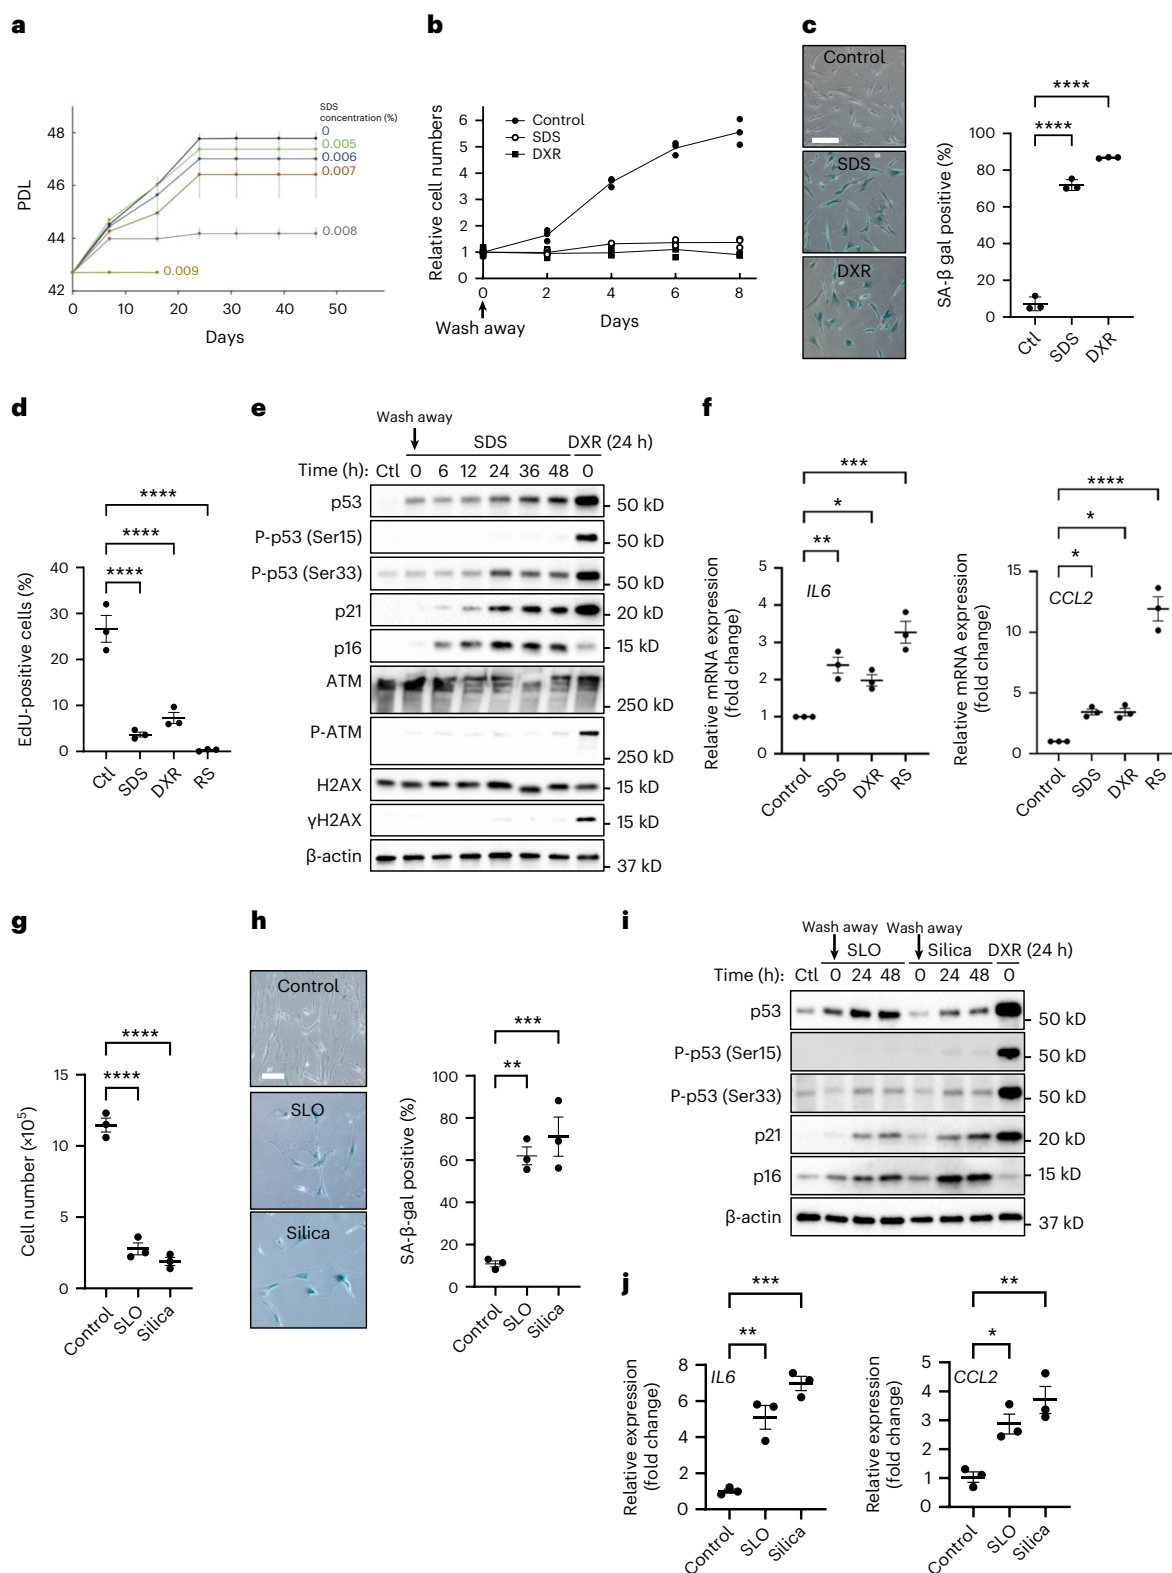 a
SDS
concentration (%)
0
0.005
0.006
0.007
0.008
0.009
PDL
48
46
44
42
0 10 20 30 40 50
Days
b
Relative cell numbers
6
5
4
3
2
1
0
Control
SDS
DXR
0 2 4 6 8
Wash away
Days
c
Control
SDS
DXR
****
****
SA-β gal positive (%)
100
80
60
40
20
0
Ctl SDS DXR
d
****
****
****
EdU-positive cells (%)
40
30
20
10
0
Ctl SDS DXR RS
e
Wash away
SDS DXR (24 h)
Time (h): Ctl 0 6 12 24 36 48 0
p53 50 kD
P-p53 (Ser15) 50 kD
P-p53 (Ser33) 50 kD
p21 20 kD
p16 15 kD
ATM 250 kD
P-ATM 250 kD
H2AX 15 kD
γH2AX 15 kD
β-actin 37 kD
f
***
*
**
IL6
Relative mRNA expression
(fold change)
5
4
3
2
1
0
Control SDS DXR RS
****
*
*
CCL2
Relative mRNA expression
(fold change)
15
10
5
0
Control SDS DXR RS
g
****
****
Cell number (×10⁵)
15
10
5
0
Control SLO Silica
h
Control
SLO
Silica
***
**
SA-β-gal positive (%)
100
80
60
40
20
0
Control SLO Silica
i
Wash away Wash away
SLO Silica DXR (24 h)
Time (h): Ctl 0 24 48 0 24 48 0
p53 50 kD
P-p53 (Ser15) 50 kD
P-p53 (Ser33) 50 kD
p21 20 kD
p16 15 kD
β-actin 37 kD
j
***
**
IL6
Relative expression
(fold change)
8
6
4
2
0
Control SLO Silica
**
*
CCL2
Relative expression
(fold change)
5
4
3
2
1
0
Control SLO Silica